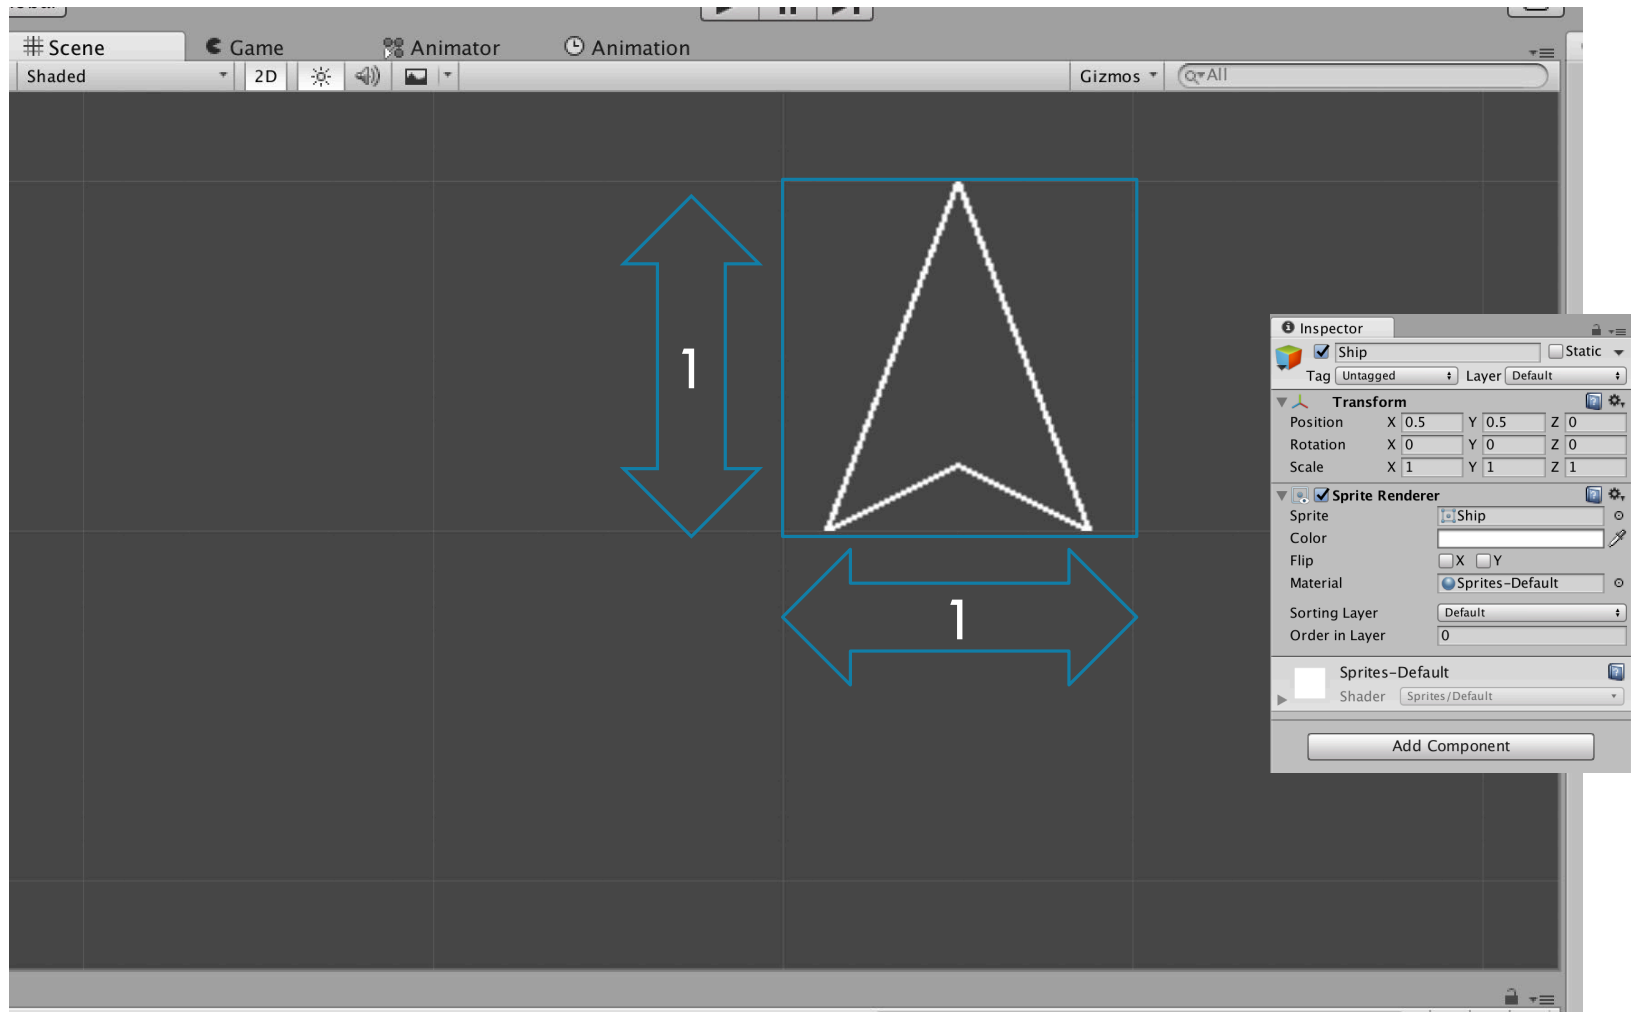 Scene Game Animator Animation
Shaded 2D Gizmos All
1
1
Inspector
Ship Static
Tag Untagged Layer Default
Transform
Position X 0.5 Y 0.5 Z 0
Rotation X 0 Y 0 Z 0
Scale X 1 Y 1 Z 1
Sprite Renderer
Sprite Ship
Color
Flip X Y
Material Sprites-Default
Sorting Layer Default
Order in Layer 0
Sprites-Default
Shader Sprites/Default
Add Component